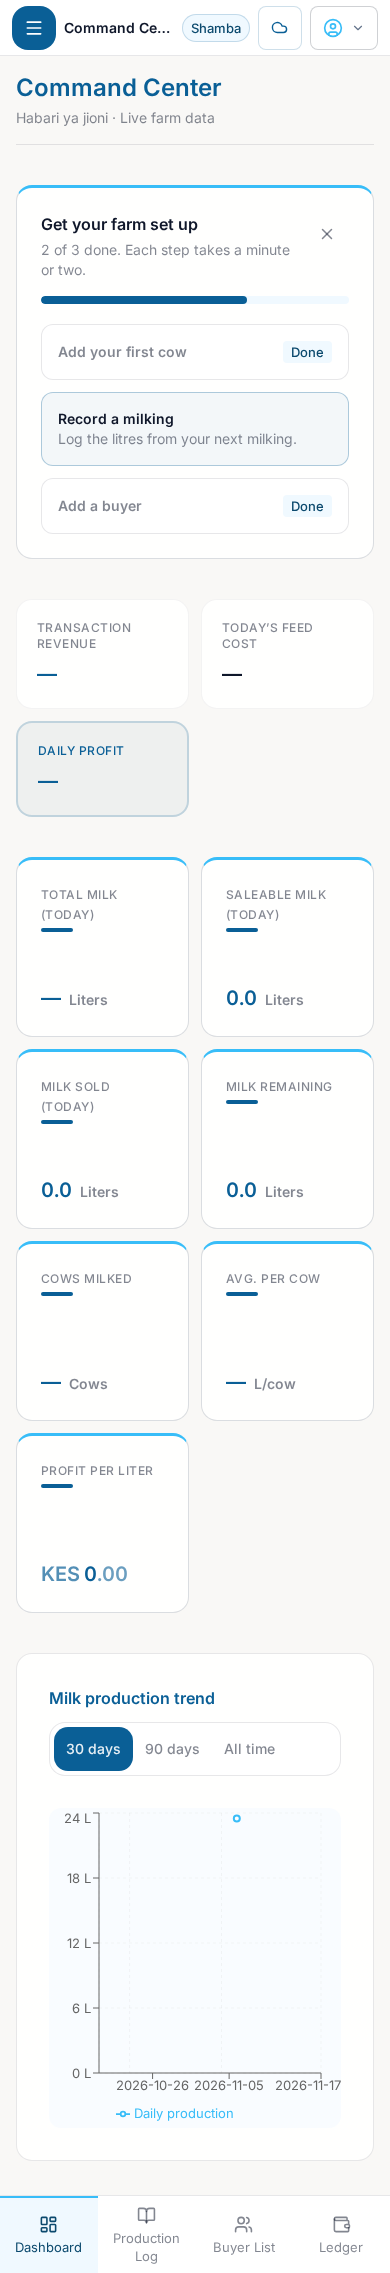 Command Ce...
Shamba
Command Center
Habari ya jioni · Live farm data
Get your farm set up
2 of 3 done. Each step takes a minute
or two.
Add your first cow
Done
Record a milking
Log the litres from your next milking.
Add a buyer
Done
TRANSACTION
REVENUE
—
TODAY'S FEED
COST
—
DAILY PROFIT
—
TOTAL MILK
(TODAY)
— Liters
SALEABLE MILK
(TODAY)
0.0 Liters
MILK SOLD
(TODAY)
0.0 Liters
MILK REMAINING
0.0 Liters
COWS MILKED
— Cows
AVG. PER COW
— L/cow
PROFIT PER LITER
KES 0.00
Milk production trend
30 days
90 days
All time
24 L
18 L
12 L
6 L
0 L
2026-10-26
2026-11-05
2026-11-17
Daily production
Dashboard
Production
Log
Buyer List
Ledger